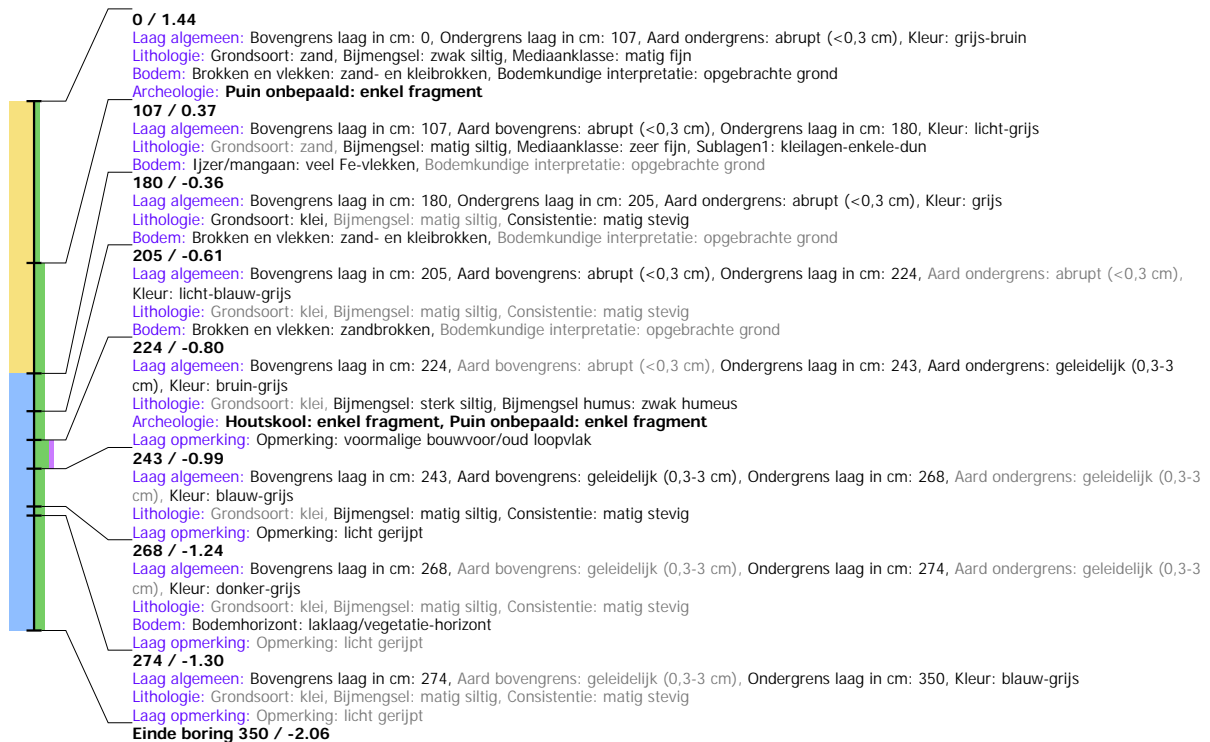 0 / 1.44
Laag algemeen: Bovengrens laag in cm: 0, Ondergrens laag in cm: 107, Aard ondergrens: abrupt (<0,3 cm), Kleur: grijs-bruin
Lithologie: Grondsoort: zand, Bijmengsel: zwak siltig, Mediaanklasse: matig fijn
Bodem: Brokken en vlekken: zand- en kleibrokken, Bodemkundige interpretatie: opgebrachte grond
Archeologie: Puin onbepaald: enkel fragment
107 / 0.37
Laag algemeen: Bovengrens laag in cm: 107, Aard bovengrens: abrupt (<0,3 cm), Ondergrens laag in cm: 180, Kleur: licht-grijs
Lithologie: Grondsoort: zand, Bijmengsel: matig siltig, Mediaanklasse: zeer fijn, Sublagen1: kleilagen-enkele-dun
Bodem: Ijzer/mangaan: veel Fe-vlekken, Bodemkundige interpretatie: opgebrachte grond
180 / -0.36
Laag algemeen: Bovengrens laag in cm: 180, Ondergrens laag in cm: 205, Aard ondergrens: abrupt (<0,3 cm), Kleur: grijs
Lithologie: Grondsoort: klei, Bijmengsel: matig siltig, Consistentie: matig stevig
Bodem: Brokken en vlekken: zand- en kleibrokken, Bodemkundige interpretatie: opgebrachte grond
205 / -0.61
Laag algemeen: Bovengrens laag in cm: 205, Aard bovengrens: abrupt (<0,3 cm), Ondergrens laag in cm: 224, Aard ondergrens: abrupt (<0,3 cm),
Kleur: licht-blauw-grijs
Lithologie: Grondsoort: klei, Bijmengsel: matig siltig, Consistentie: matig stevig
Bodem: Brokken en vlekken: zandbrokken, Bodemkundige interpretatie: opgebrachte grond
224 / -0.80
Laag algemeen: Bovengrens laag in cm: 224, Aard bovengrens: abrupt (<0,3 cm), Ondergrens laag in cm: 243, Aard ondergrens: geleidelijk (0,3-3
cm), Kleur: bruin-grijs
Lithologie: Grondsoort: klei, Bijmengsel: sterk siltig, Bijmengsel humus: zwak humeus
Archeologie: Houtskool: enkel fragment, Puin onbepaald: enkel fragment
Laag opmerking: Opmerking: voormalige bouwvoor/oud loopvlak
243 / -0.99
Laag algemeen: Bovengrens laag in cm: 243, Aard bovengrens: geleidelijk (0,3-3 cm), Ondergrens laag in cm: 268, Aard ondergrens: geleidelijk (0,3-3
cm), Kleur: blauw-grijs
Lithologie: Grondsoort: klei, Bijmengsel: matig siltig, Consistentie: matig stevig
Laag opmerking: Opmerking: licht gerijpt
268 / -1.24
Laag algemeen: Bovengrens laag in cm: 268, Aard bovengrens: geleidelijk (0,3-3 cm), Ondergrens laag in cm: 274, Aard ondergrens: geleidelijk (0,3-3
cm), Kleur: donker-grijs
Lithologie: Grondsoort: klei, Bijmengsel: matig siltig, Consistentie: matig stevig
Bodem: Bodemhorizont: laklaag/vegetatie-horizont
Laag opmerking: Opmerking: licht gerijpt
274 / -1.30
Laag algemeen: Bovengrens laag in cm: 274, Aard bovengrens: geleidelijk (0,3-3 cm), Ondergrens laag in cm: 350, Kleur: blauw-grijs
Lithologie: Grondsoort: klei, Bijmengsel: matig siltig, Consistentie: matig stevig
Laag opmerking: Opmerking: licht gerijpt
Einde boring 350 / -2.06